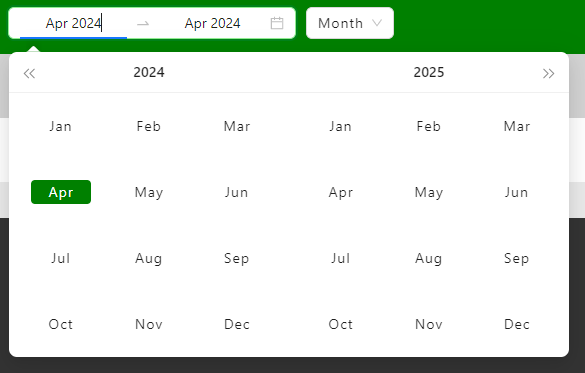 Apr 2024 Apr 2024 Month
2024 2025
Jan Feb Mar Jan Feb Mar
Apr May Jun Apr May Jun
Jul Aug Sep Jul Aug Sep
Oct Nov Dec Oct Nov Dec